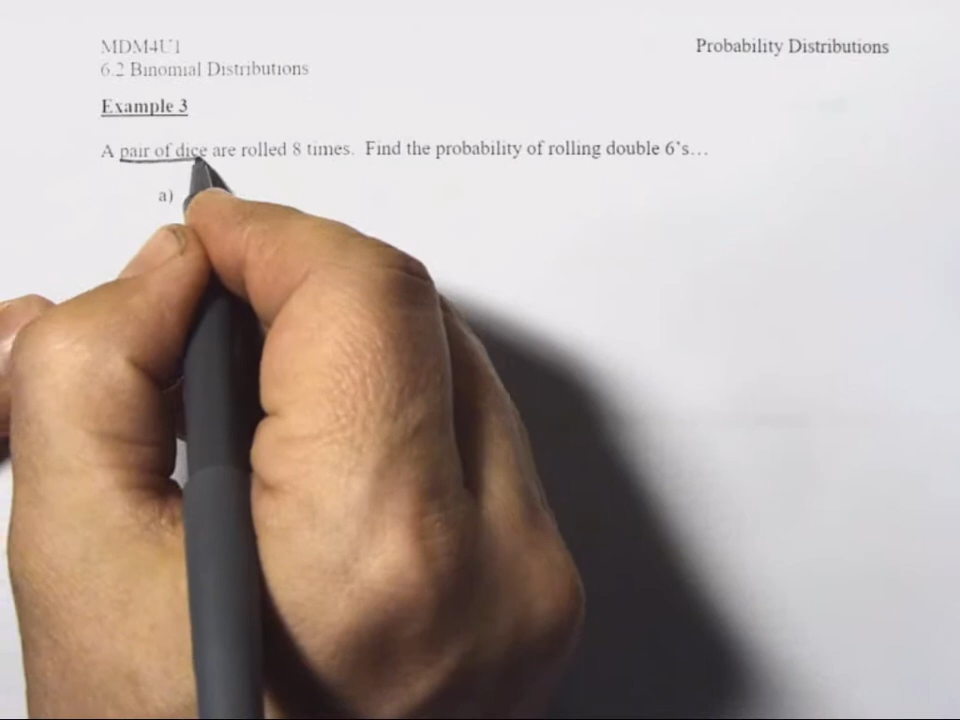 MDM4U1
Probability Distributions
6.2 Binomial Distributions
Example 3
A pair of dice are rolled 8 times. Find the probability of rolling double 6’s…
a)